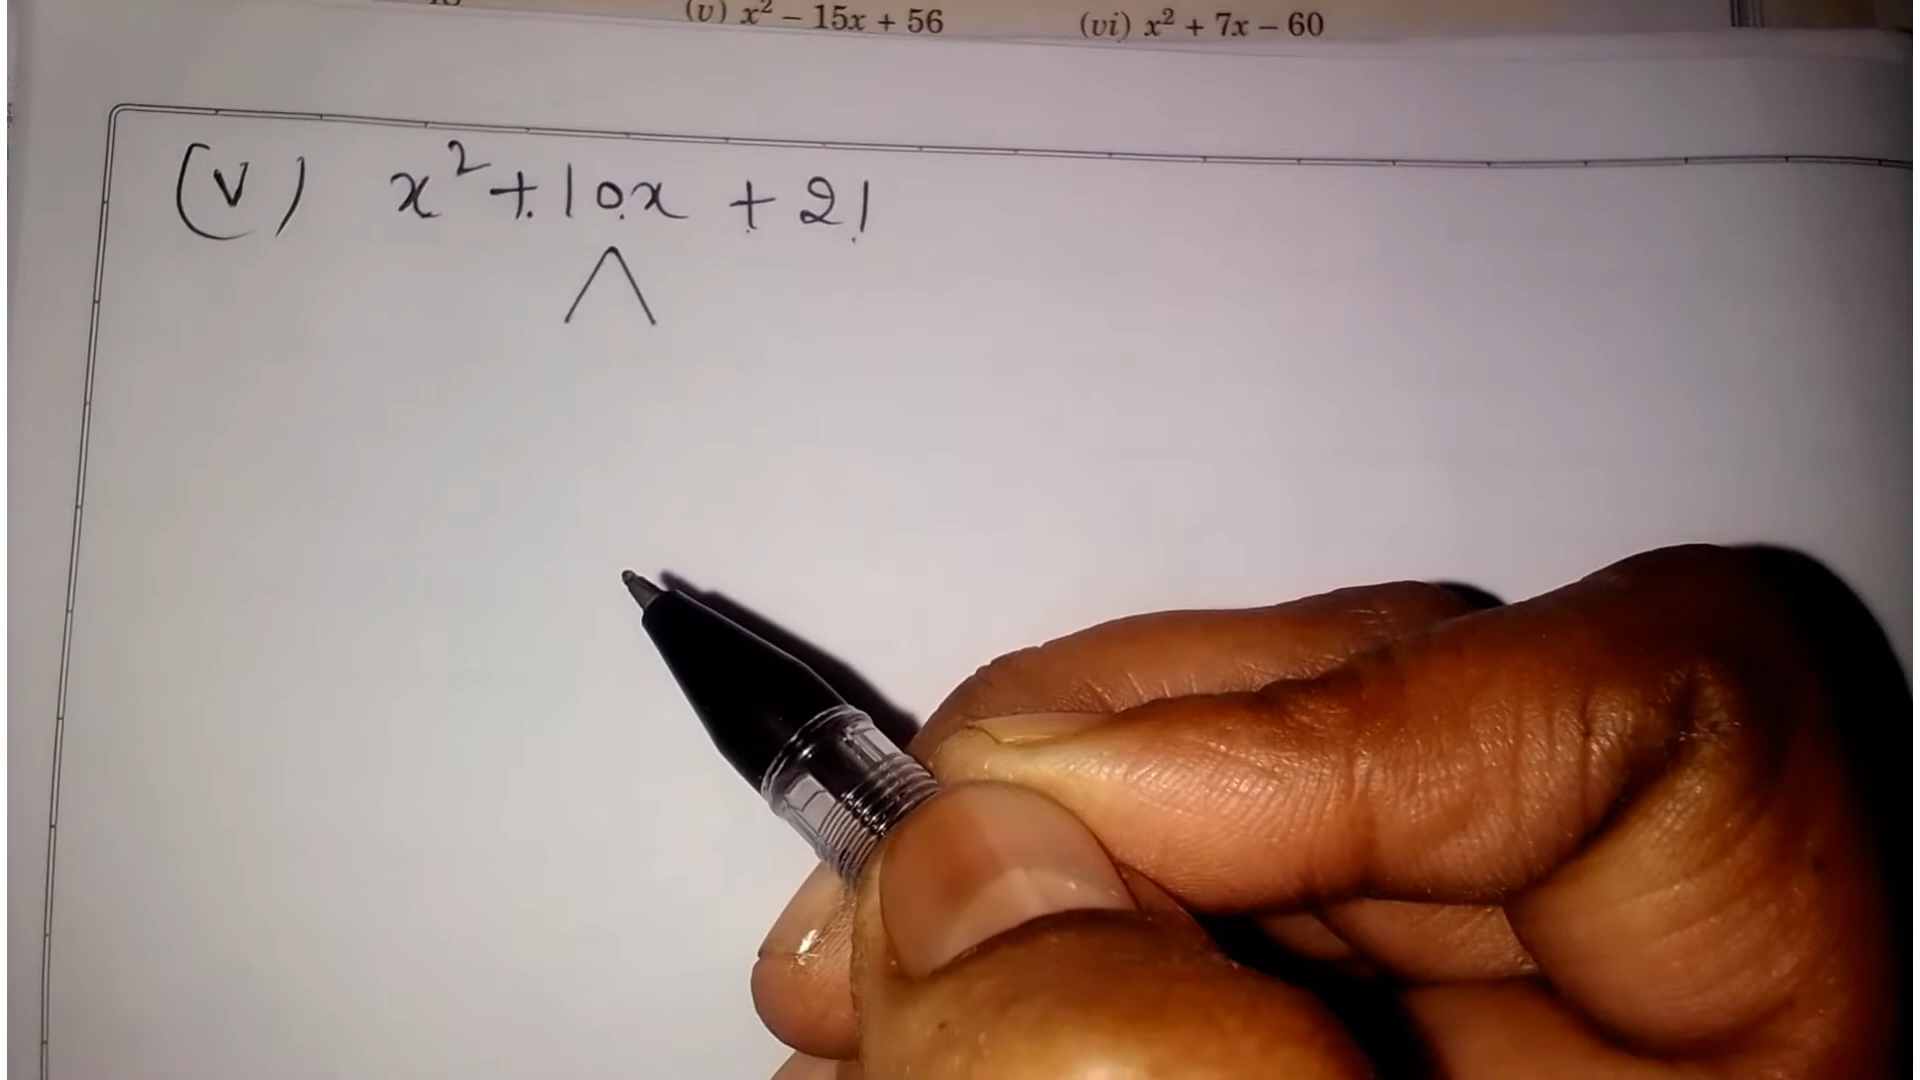 (v) x² – 15x + 56 (vi) x² + 7x – 60
(v) x² + 10x + 21